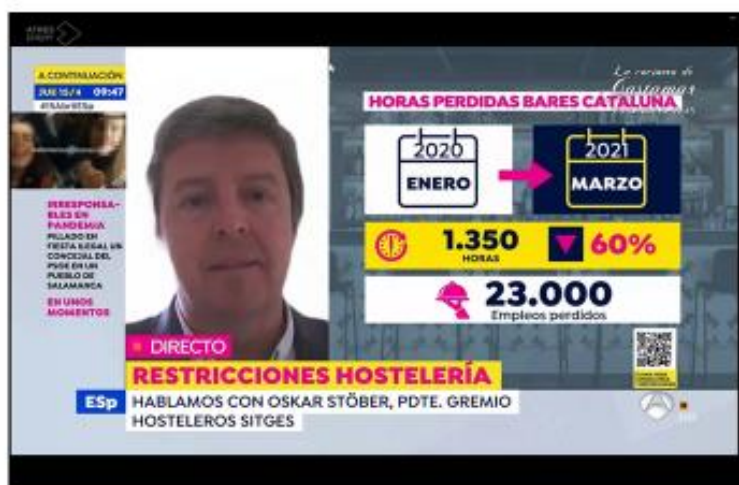 A CONTINUACIÓN
JUE 15/4 09:47
IRRESPONSA-
BLES EN
PANDEMIA
PILLADO EN
FIESTA ILEGAL UN
CONCEJAL DEL
PSOE EN UN
PUEBLO DE
SALAMANCA
EN UNOS
MOMENTOS
HORAS PERDIDAS BARES CATALUÑA
2020
ENERO
2021
MARZO
1.350
HORAS
60%
23.000
Empleos perdidos
DIRECTO
RESTRICCIONES HOSTELERÍA
ESp
HABLAMOS CON OSKAR STÖBER, PDTE. GREMIO
HOSTELEROS SITGES